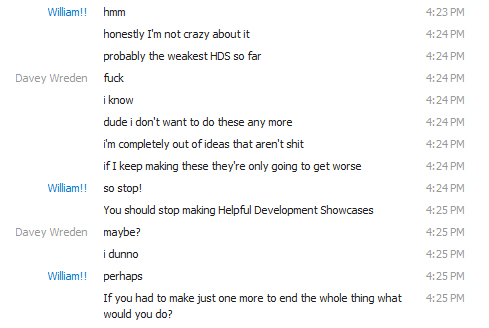 William!! hmm 4:23 PM
honestly I'm not crazy about it 4:24 PM
probably the weakest HDS so far 4:24 PM
Davey Wreden fuck 4:24 PM
i know 4:24 PM
dude i don't want to do these any more 4:24 PM
i'm completely out of ideas that aren't shit 4:24 PM
if I keep making these they're only going to get worse 4:24 PM
William!! so stop! 4:24 PM
You should stop making Helpful Development Showcases 4:25 PM
Davey Wreden maybe? 4:25 PM
i dunno 4:25 PM
William!! perhaps 4:25 PM
If you had to make just one more to end the whole thing what 4:25 PM
would you do?